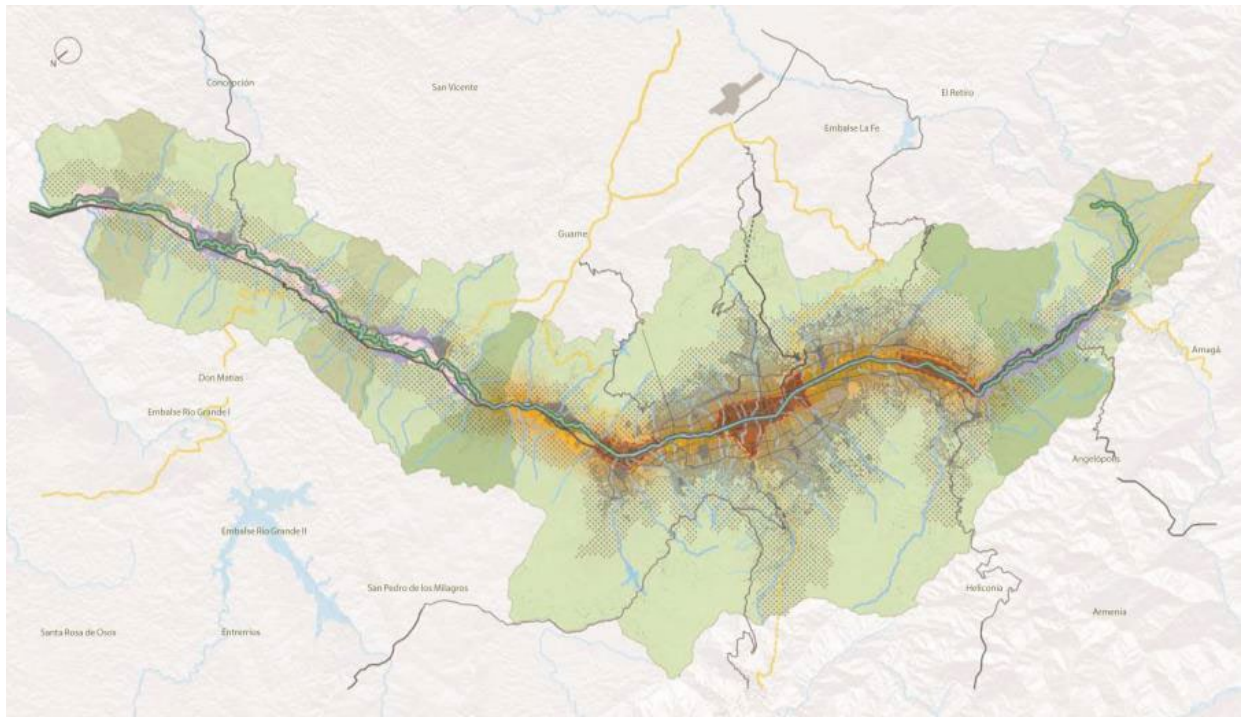 N
Concepción
San Vicente
El Retiro
Embalse La Fe
Guarne
Amagá
Don Matías
Embalse Río Grande I
Angelópolis
Embalse Río Grande II
San Pedro de los Milagros
Heliconia
Armenia
Santa Rosa de Osos
Entrerrios